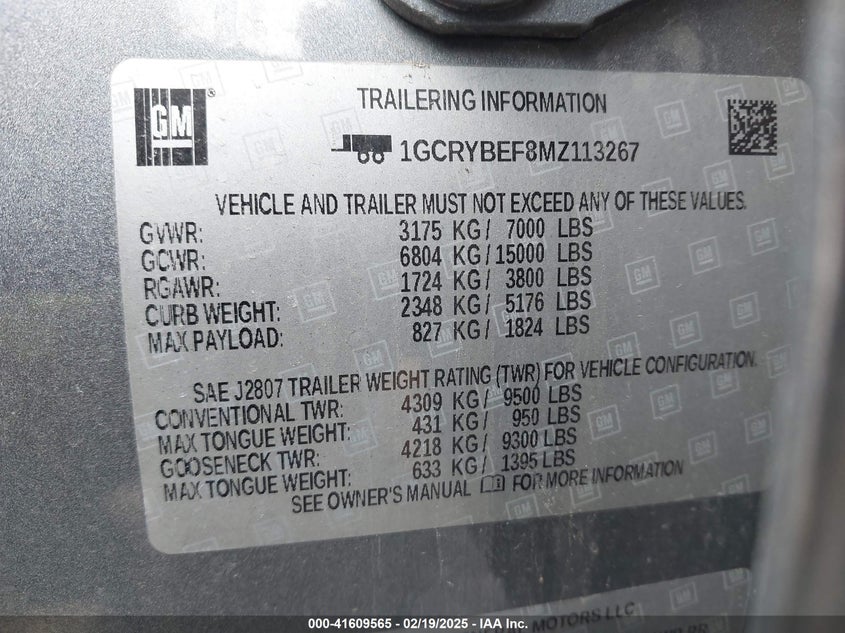 GM
®
TRAILERING INFORMATION
1GCRYBEF8MZ113267
VEHICLE AND TRAILER MUST NOT EXCEED ANY OF THESE VALUES.
GVWR: 3175 KG/ 7000 LBS
GCWR: 6804 KG/15000 LBS
RGAWR: 1724 KG/ 3800 LBS
CURB WEIGHT: 2348 KG/ 5176 LBS
MAX PAYLOAD: 827 KG/ 1824 LBS
SAE J2807 TRAILER WEIGHT RATING (TWR) FOR VEHICLE CONFIGURATION.
CONVENTIONAL TWR: 4309 KG/ 9500 LBS
MAX TONGUE WEIGHT: 431 KG/ 950 LBS
GOOSENECK TWR: 4218 KG/ 9300 LBS
MAX TONGUE WEIGHT: 633 KG/ 1395 LBS
SEE OWNER'S MANUAL FOR MORE INFORMATION
MOTORS LLC
000-41609565 - 02/19/2025 - IAA Inc.